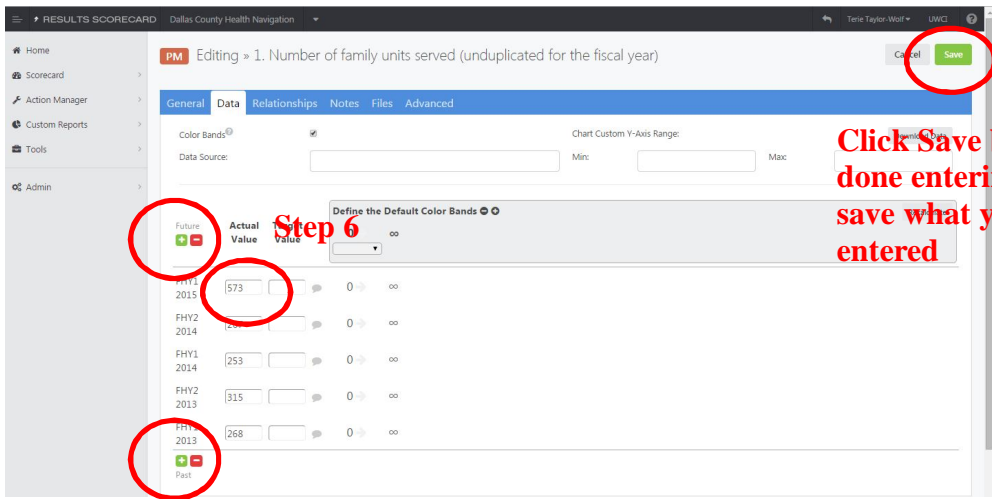 RESULTS SCORECARD Dallas County Health Navigation Terie Taylor-Wolf UWCI
Home
Scorecard
Action Manager
Custom Reports
Tools
Admin
PM Editing » 1. Number of family units served (unduplicated for the fiscal year)
Cancel Save
General Data Relationships Notes Files Advanced
Color Bands
Chart Custom Y-Axis Range:
Download Data
Data Source:
Min:
Max:
Click Save
done enteri
save what y
entered
Step 6
Define the Default Color Bands
Future
Actual Value
Target Value
0 ∞
FHY1 2015 573 0 ∞
FHY2 2014 0 ∞
FHY1 2014 253 0 ∞
FHY2 2013 315 0 ∞
FHY1 2013 268 0 ∞
Past